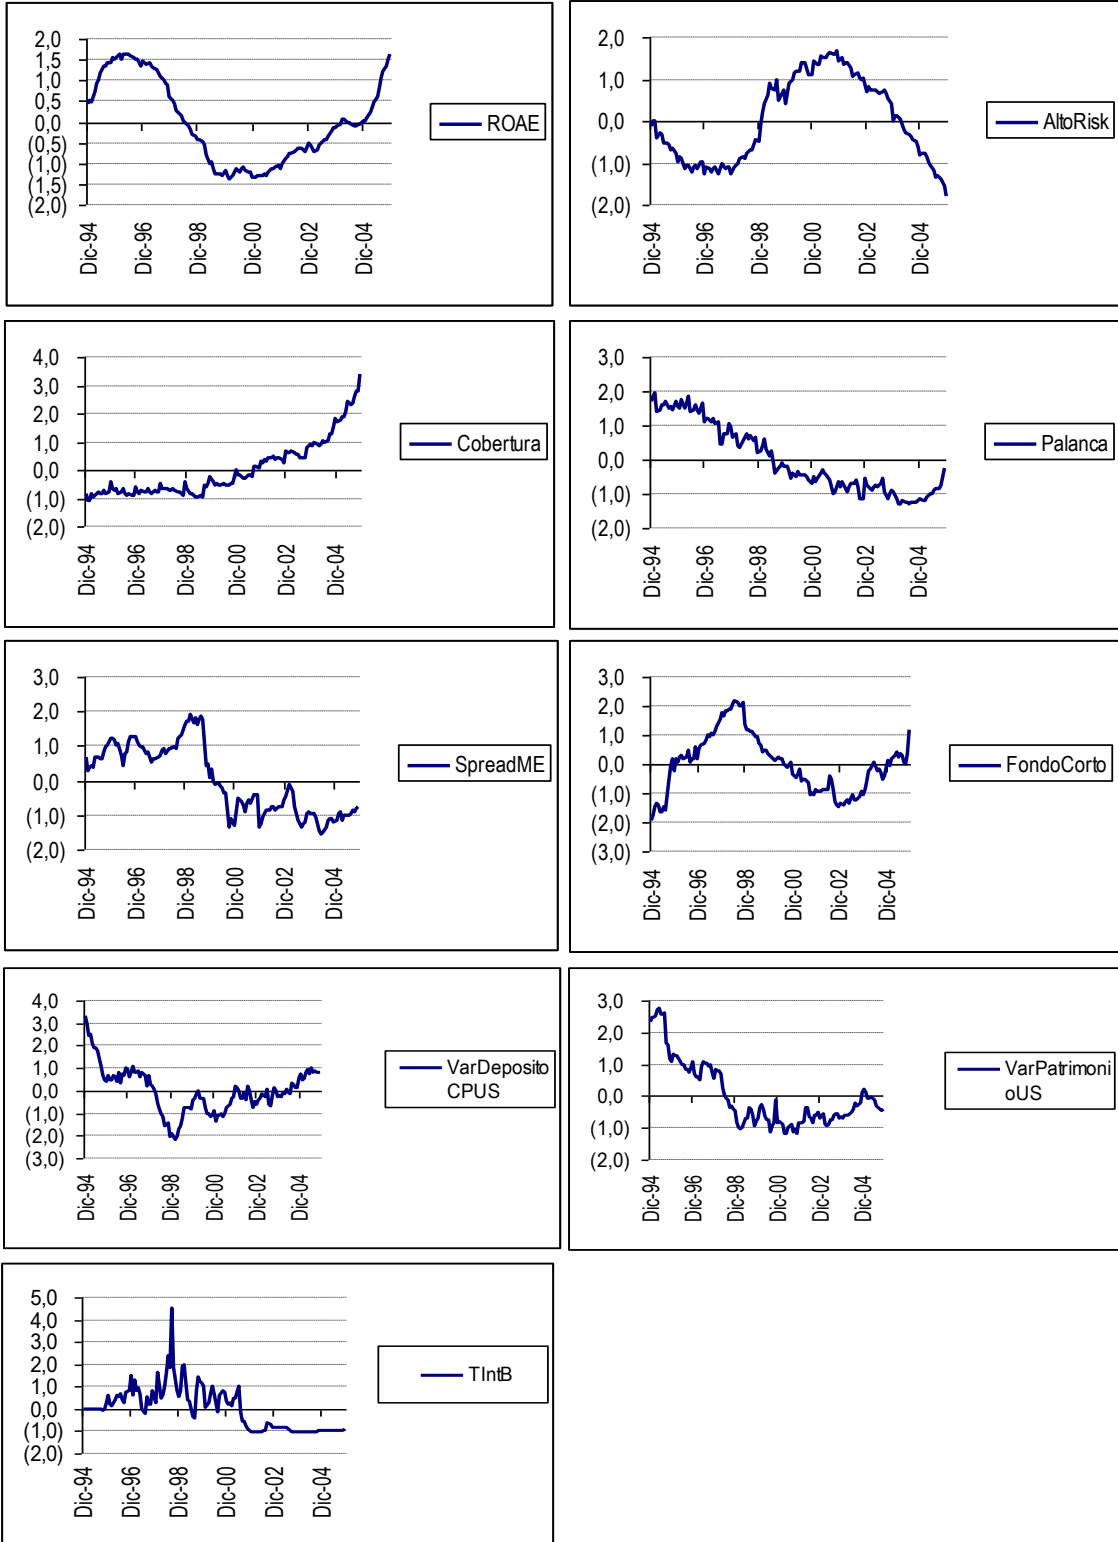 2,0
1,5
1,0
0,5
0,0
(0,5)
(1,0)
(1,5)
(2,0)
Dic-94
Dic-96
Dic-98
Dic-00
Dic-02
Dic-04
ROAE
2,0
1,0
0,0
(1,0)
(2,0)
Dic-94
Dic-96
Dic-98
Dic-00
Dic-02
Dic-04
AltoRisk
4,0
3,0
2,0
1,0
0,0
(1,0)
(2,0)
Dic-94
Dic-96
Dic-98
Dic-00
Dic-02
Dic-04
Cobertura
3,0
2,0
1,0
0,0
(1,0)
(2,0)
Dic-94
Dic-96
Dic-98
Dic-00
Dic-02
Dic-04
Palanca
3,0
2,0
1,0
0,0
(1,0)
(2,0)
Dic-94
Dic-96
Dic-98
Dic-00
Dic-02
Dic-04
SpreadME
3,0
2,0
1,0
0,0
(1,0)
(2,0)
(3,0)
Dic-94
Dic-96
Dic-98
Dic-00
Dic-02
Dic-04
FondoCorto
4,0
3,0
2,0
1,0
0,0
(1,0)
(2,0)
(3,0)
Dic-94
Dic-96
Dic-98
Dic-00
Dic-02
Dic-04
VarDeposito
CPUS
3,0
2,0
1,0
0,0
(1,0)
(2,0)
Dic-94
Dic-96
Dic-98
Dic-00
Dic-02
Dic-04
VarPatrimoni
oUS
5,0
4,0
3,0
2,0
1,0
0,0
(1,0)
(2,0)
Dic-94
Dic-96
Dic-98
Dic-00
Dic-02
Dic-04
TIntB